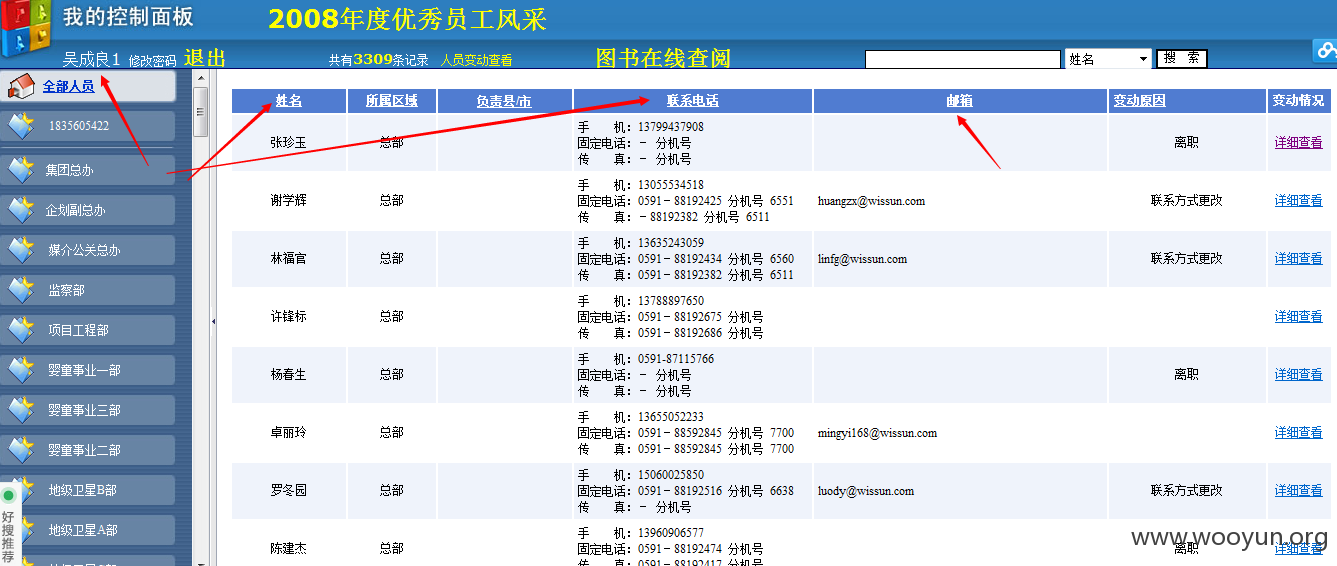 我的控制面板
2008年度优秀员工风采
吴成良1 修改密码 退出 共有3309条记录 人员变动查看 图书在线查阅 姓名 搜 索
全部人员
1835605422
集团总办
企划副总办
媒介公关总办
监察部
项目工程部
婴童事业一部
婴童事业三部
婴童事业二部
地级卫星B部
地级卫星A部
好搜推荐
姓名 所属区域 负责县/市 联系电话 邮箱 变动原因 变动情况
手 机：13799437908
张珍玉 总部 固定电话：- 分机号 离职 详细查看
传 真：- 分机号
手 机：13055534518
谢学辉 总部 固定电话：0591-88192425 分机号 6551 huangzx@wissun.com 联系方式更改 详细查看
传 真：-88192382 分机号 6511
手 机：13635243059
林福官 总部 固定电话：0591-88192434 分机号 6560 linfg@wissun.com 联系方式更改 详细查看
传 真：0591-88192382 分机号 6511
手 机：13788897650
许锋标 总部 固定电话：0591-88192675 分机号 详细查看
传 真：0591-88192686 分机号
手 机：0591-87115766
杨春生 总部 固定电话：- 分机号 离职 详细查看
传 真：- 分机号
手 机：13655052233
卓丽玲 总部 固定电话：0591-88592845 分机号 7700 mingyi168@wissun.com 详细查看
传 真：0591-88592845 分机号 7700
手 机：15060025850
罗冬园 总部 固定电话：0591-88192516 分机号 6638 luody@wissun.com 联系方式更改 详细查看
传 真：- 分机号
手 机：13960906577
陈建杰 总部 固定电话：0591-88192474 分机号 离职 详细查看
传 真：0591-88192417 分机号
www.wooyun.org